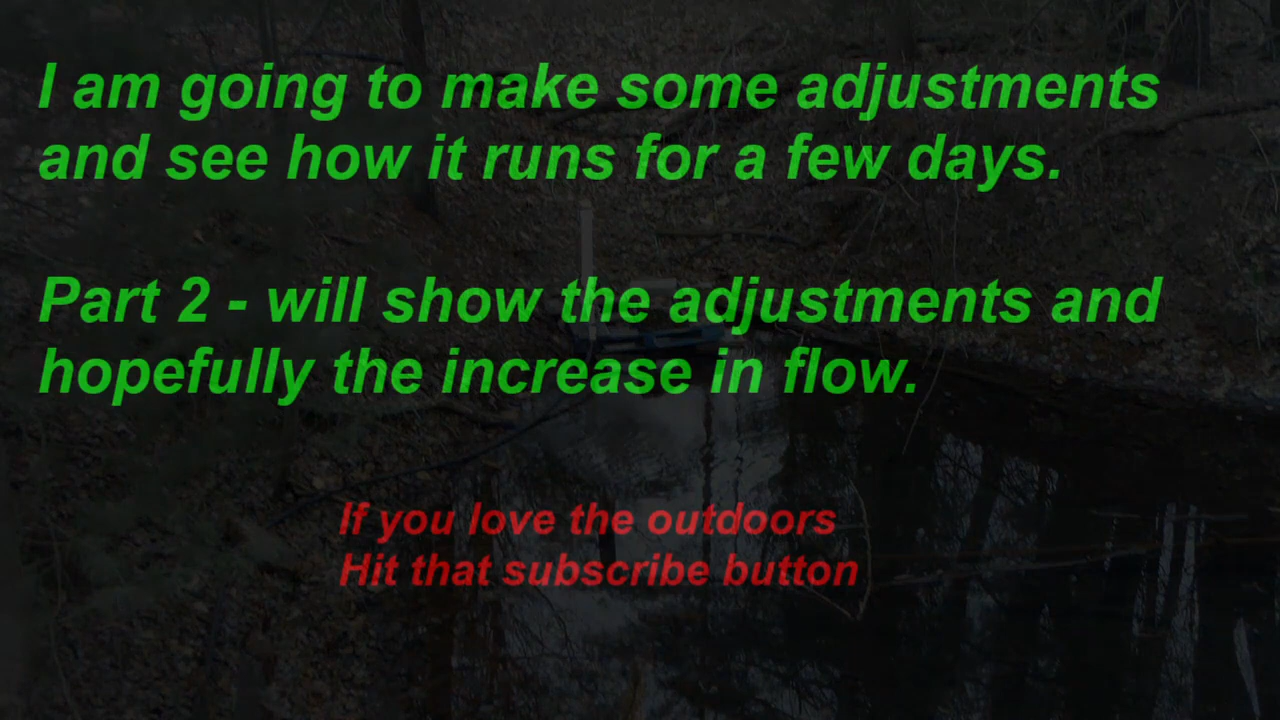 I am going to make some adjustments
and see how it runs for a few days.
Part 2 - will show the adjustments and
hopefully the increase in flow.
If you love the outdoors
Hit that subscribe button